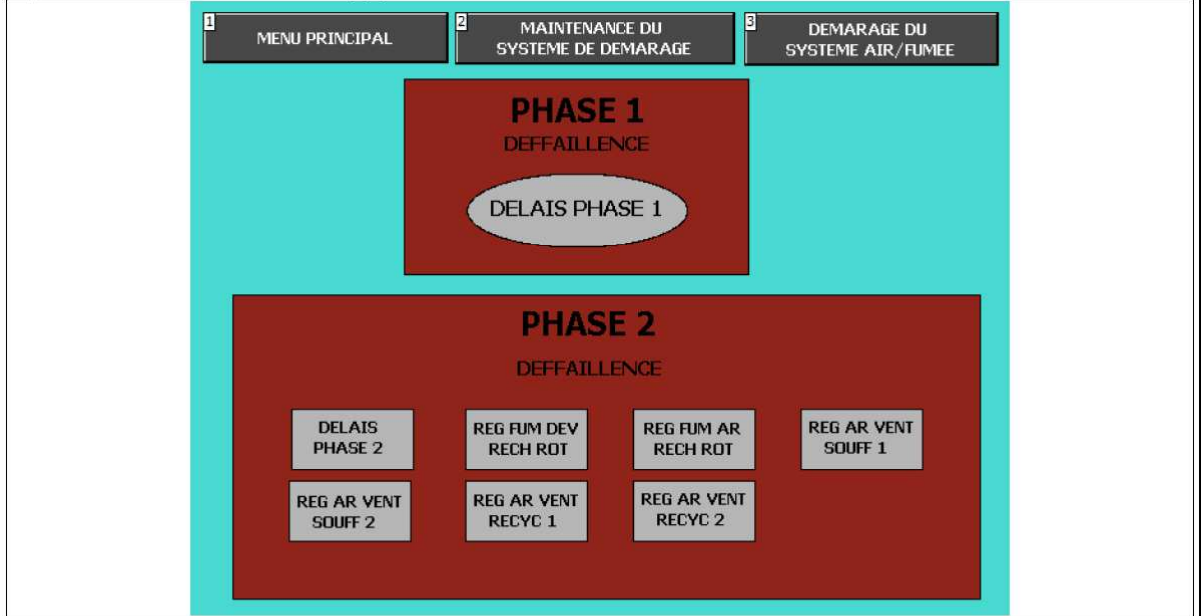 1
MENU PRINCIPAL
2
MAINTENANCE DU
SYSTEME DE DEMARAGE
3
DEMARAGE DU
SYSTEME AIR/FUMEE
PHASE 1
DEFFAILLENCE
DELAIS PHASE 1
PHASE 2
DEFFAILLENCE
DELAIS
PHASE 2
REG FUM DEV
RECH ROT
REG FUM AR
RECH ROT
REG AR VENT
SOUFF 1
REG AR VENT
SOUFF 2
REG AR VENT
RECYC 1
REG AR VENT
RECYC 2